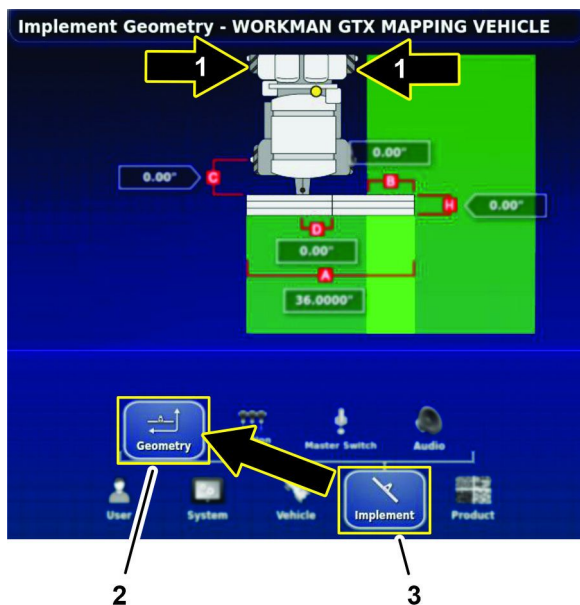 Implement Geometry - WORKMAN GTX MAPPING VEHICLE
1 1
0.00"
0.00" C
B
H 0.00"
D
0.00"
A
36.0000"
Geometry
Master Switch Audio
User System Vehicle Implement Product
2 3